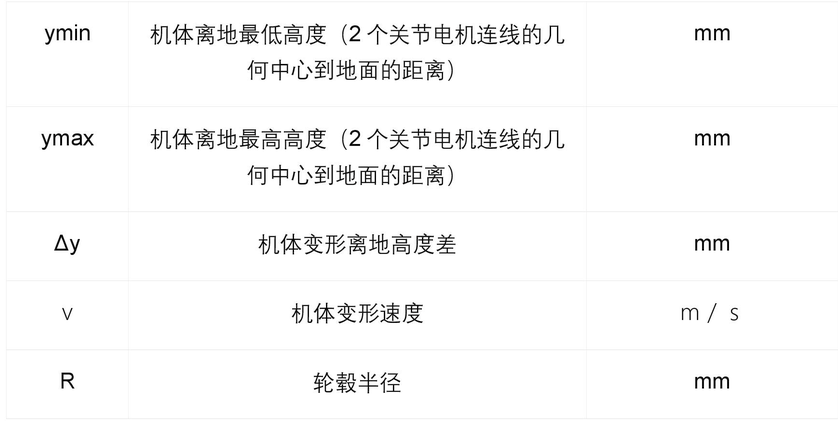 ymin 机体离地最低高度（2 个关节电机连线的几 mm
何中心到地面的距离）
ymax 机体离地最高高度（2 个关节电机连线的几 mm
何中心到地面的距离）
Δy 机体变形离地高度差 mm
v 机体变形速度 m / s
R 轮毂半径 mm